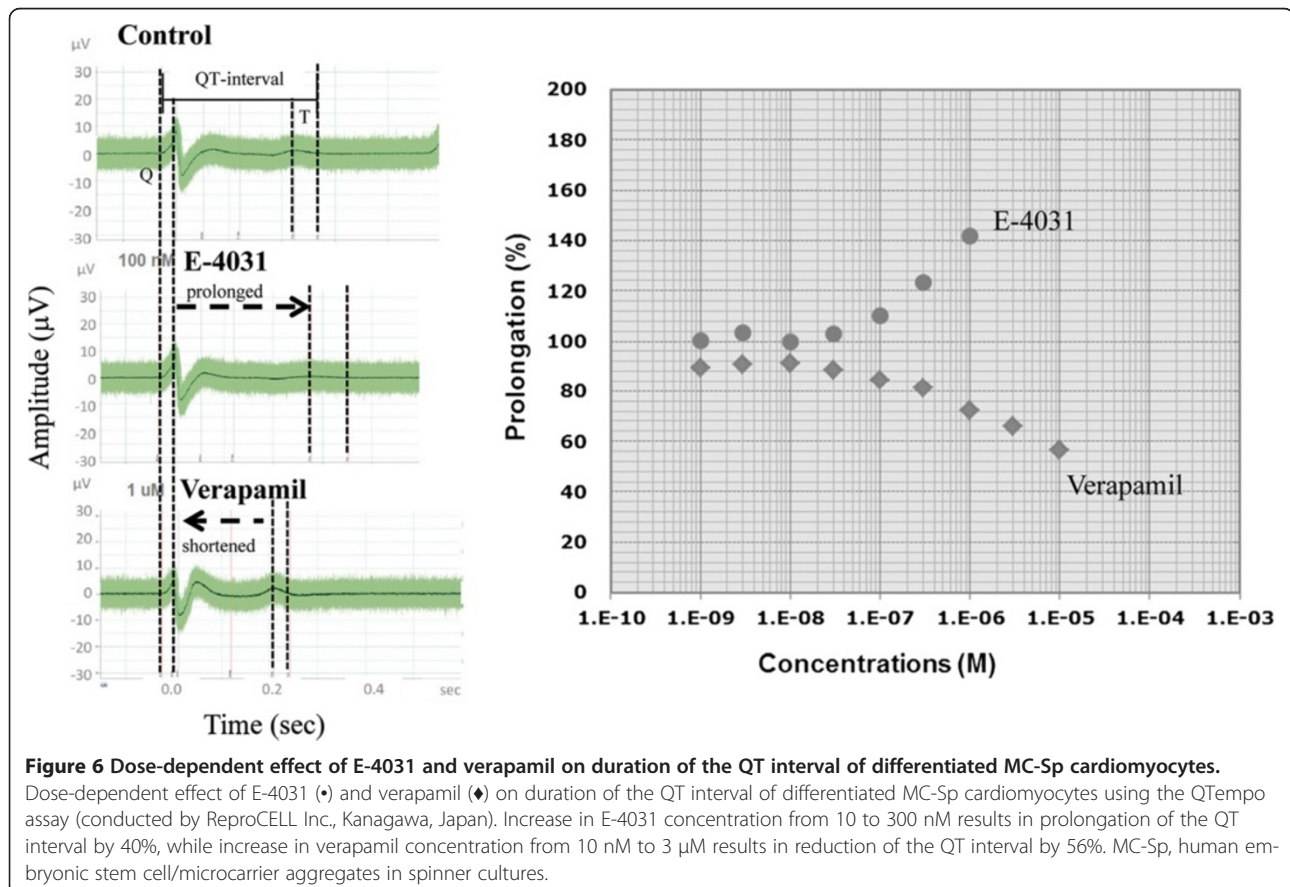 Control
µV
30
20
10
0
-10
-20
-30
QT-interval
T
Q
µV
100 nM
E-4031
prolonged
30
20
10
0
-10
-20
-30
µV
1 uM
Verapamil
shortened
30
20
10
0
-10
-20
-30
0.0
0.2
0.4
sec
Amplitude (µV)
Time (sec)
200
180
160
140
120
100
80
60
40
20
0
Prolongation (%)
E-4031
Verapamil
1.E-10 1.E-09 1.E-08 1.E-07 1.E-06 1.E-05 1.E-04 1.E-03
Concentrations (M)
Figure 6 Dose-dependent effect of E-4031 and verapamil on duration of the QT interval of differentiated MC-Sp cardiomyocytes.
Dose-dependent effect of E-4031 (•) and verapamil (♦) on duration of the QT interval of differentiated MC-Sp cardiomyocytes using the QTempo
assay (conducted by ReproCELL Inc., Kanagawa, Japan). Increase in E-4031 concentration from 10 to 300 nM results in prolongation of the QT
interval by 40%, while increase in verapamil concentration from 10 nM to 3 µM results in reduction of the QT interval by 56%. MC-Sp, human em-
bryonic stem cell/microcarrier aggregates in spinner cultures.